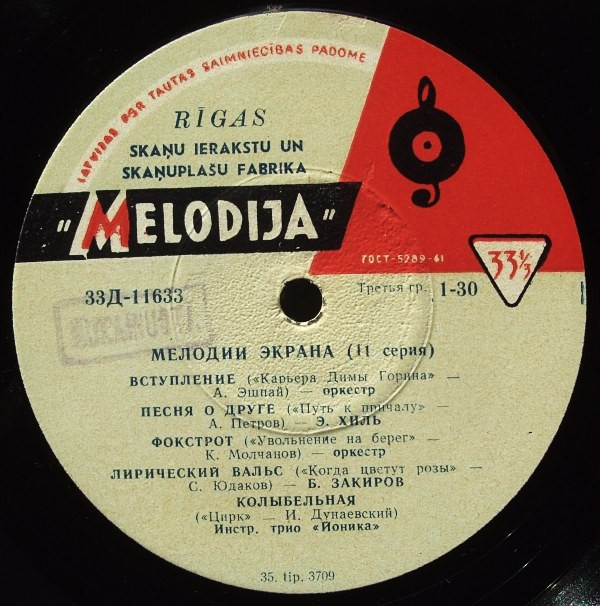 LATVIJAS PSR TAUTAS SAIMNIECĪBAS PADOME
RĪGAS
SKAŅU IERAKSTU UN
SKAŅUPLAŠU FABRIKA
"MELODIJA"
ГОСТ-5289-61
33⅓
33Д-11633
Третья гр. 1-30
МЕЛОДИИ ЭКРАНА (11 серия)
ВСТУПЛЕНИЕ («Карьера Димы Горина» —
А. Эшпай) — оркестр
ПЕСНЯ О ДРУГЕ («Путь к причалу» —
А. Петров) — Э. ХИЛЬ
ФОКСТРОТ («Увольнение на берег» —
К. Молчанов) — оркестр
ЛИРИЧЕСКИЙ ВАЛЬС («Когда цветут розы» —
С. Юдаков) — Б. ЗАКИРОВ
КОЛЫБЕЛЬНАЯ
(«Цирк» — И. Дунаевский)
Инстр. трио «Йоника»
35. tip. 3709